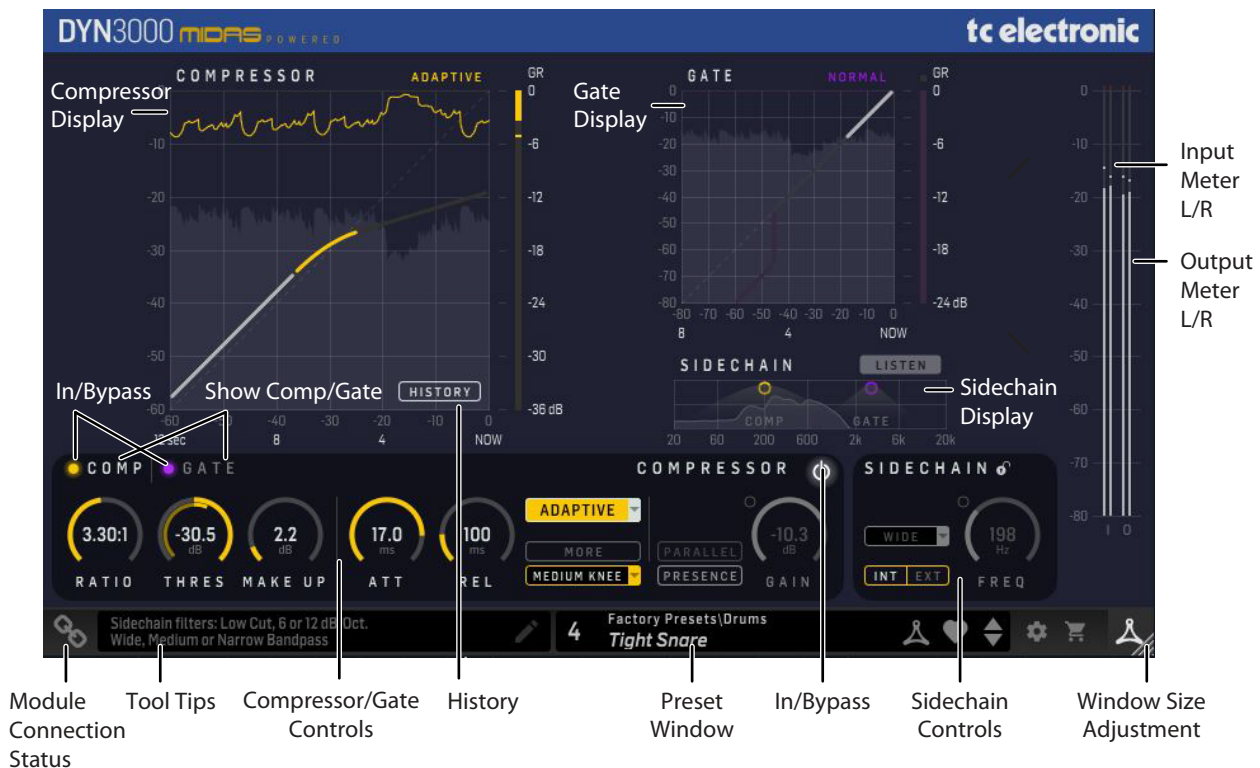 DYN3000 MIDAS POWERED
tc electronic
COMPRESSOR ADAPTIVE GR
Compressor
Display
0
-10
-20
-30
-40
-50
-60
-60 -40 -30 -20 -10 0
12 sec 8 4 NOW
0
-6
-12
-18
-24
-30
-36 dB
HISTORY
In/Bypass
Show Comp/Gate
GATE NORMAL GR
Gate
Display
0
-10
-20
-30
-40
-50
-60
-70
-80
-80 -70 -60 -50 -40 -30 -20 -10 0
8 4 NOW
0
-6
-12
-18
-24 dB
SIDECHAIN LISTEN
COMP GATE
20 60 200 600 2k 6k 20k
Sidechain
Display
0
-10
-20
-30
-40
-50
-60
-70
-80
I O
Input
Meter
L/R
Output
Meter
L/R
COMP GATE
COMPRESSOR
SIDECHAIN
3.30:1
RATIO
-30.5
dB
THRES
2.2
dB
MAKE UP
17.0
ms
ATT
100
ms
REL
ADAPTIVE
MORE
MEDIUM KNEE
PARALLEL
PRESENCE
-10.3
dB
GAIN
WIDE
INT EXT
198
Hz
FREQ
Sidechain filters: Low Cut, 6 or 12 dB/Oct.
Wide, Medium or Narrow Bandpass
4
Factory Presets\Drums
Tight Snare
Module
Connection
Status
Tool Tips
Compressor/Gate
Controls
History
Preset
Window
In/Bypass
Sidechain
Controls
Window Size
Adjustment